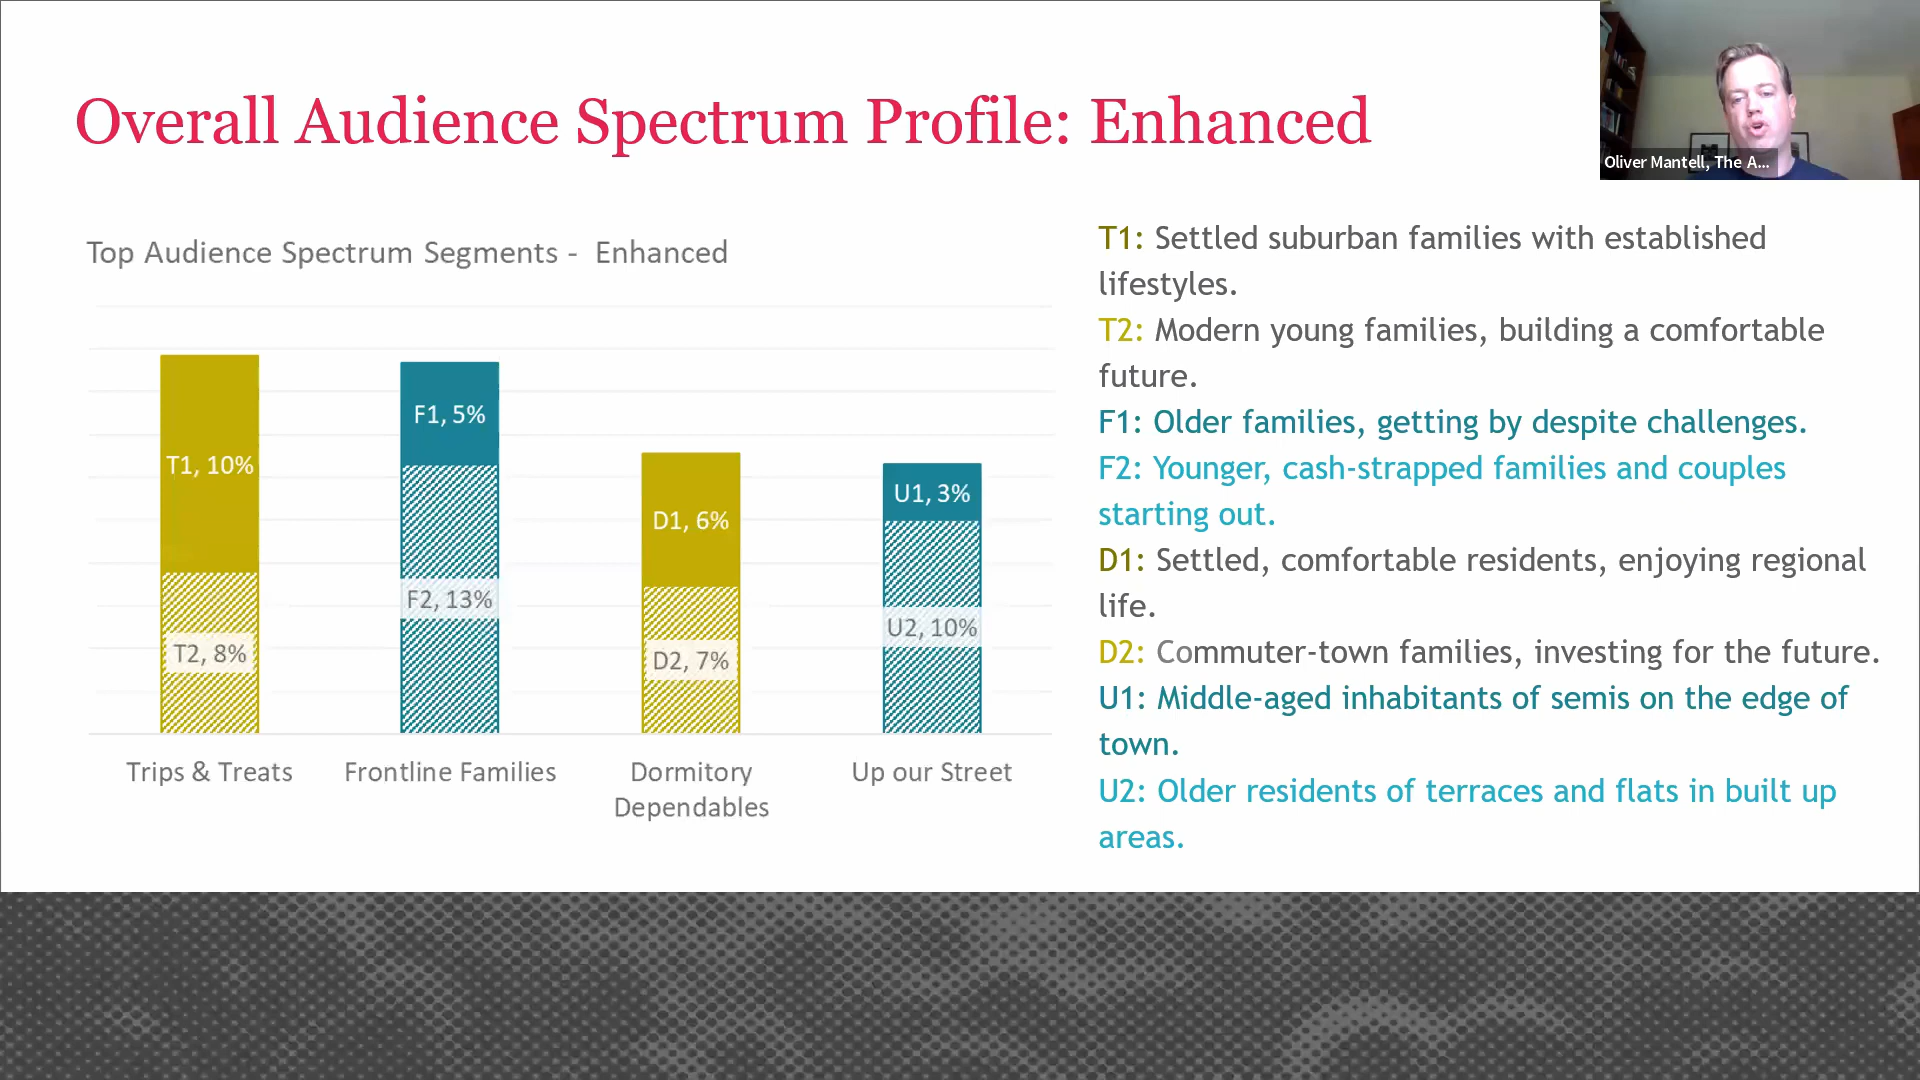 Overall Audience Spectrum Profile: Enhanced
Oliver Mantell, The A...
Top Audience Spectrum Segments - Enhanced
T1, 10%
T2, 8%
F1, 5%
F2, 13%
D1, 6%
D2, 7%
U1, 3%
U2, 10%
Trips & Treats
Frontline Families
Dormitory
Dependables
Up our Street
T1: Settled suburban families with established
lifestyles.
T2: Modern young families, building a comfortable
future.
F1: Older families, getting by despite challenges.
F2: Younger, cash-strapped families and couples
starting out.
D1: Settled, comfortable residents, enjoying regional
life.
D2: Commuter-town families, investing for the future.
U1: Middle-aged inhabitants of semis on the edge of
town.
U2: Older residents of terraces and flats in built up
areas.